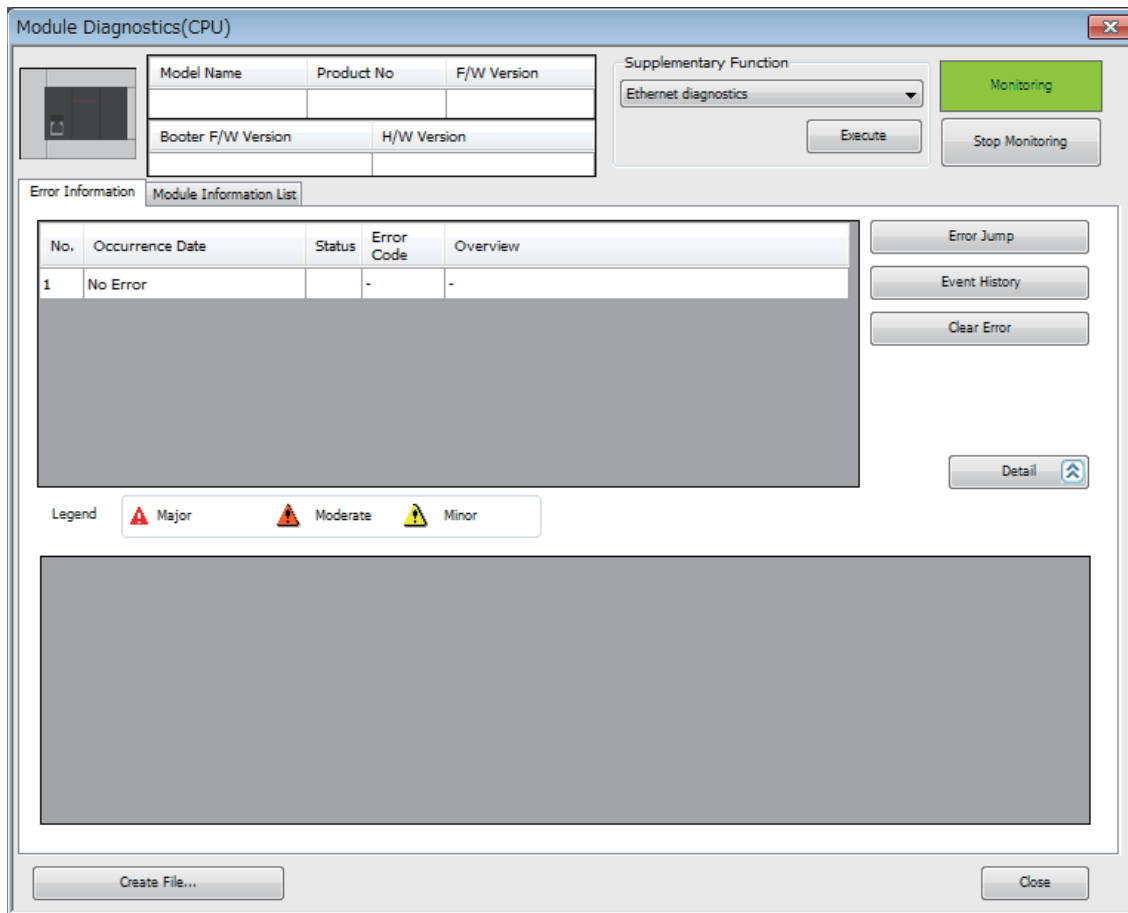 Module Diagnostics(CPU)
Model Name Product No F/W Version
Booter F/W Version H/W Version
Supplementary Function
Ethernet diagnostics
Execute
Monitoring
Stop Monitoring
Error Information Module Information List
No. Occurrence Date Status Error Code Overview
1 No Error - -
Error Jump
Event History
Clear Error
Detail
Legend Major Moderate Minor
Create File...
Close